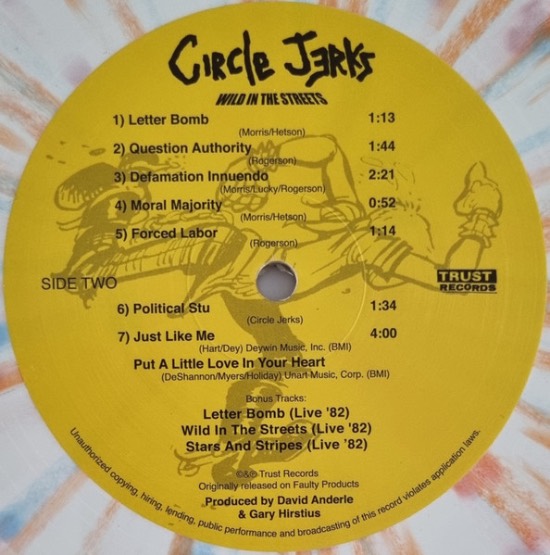 CIRCLE JERKS
WILD IN THE STREETS
1) Letter Bomb 1:13
(Morris/Hetson)
2) Question Authority 1:44
(Rogerson)
3) Defamation Innuendo 2:21
(Morris/Lucky/Rogerson)
4) Moral Majority 0:52
(Morris/Hetson)
5) Forced Labor 1:14
(Rogerson)
SIDE TWO
TRUST
RECORDS
6) Political Stu 1:34
(Circle Jerks)
7) Just Like Me 4:00
(Hart/Dey) Deywin Music, Inc. (BMI)
Put A Little Love In Your Heart
(DeShannon/Myers/Holiday) Unart Music, Corp. (BMI)
Bonus Tracks:
Letter Bomb (Live '82)
Wild In The Streets (Live '82)
Stars And Stripes (Live '82)
©&℗ Trust Records
Originally released on Faulty Products
Produced by David Anderle
& Gary Hirstius
Unauthorized copying, hiring, lending, public performance and broadcasting of this record violates application laws.